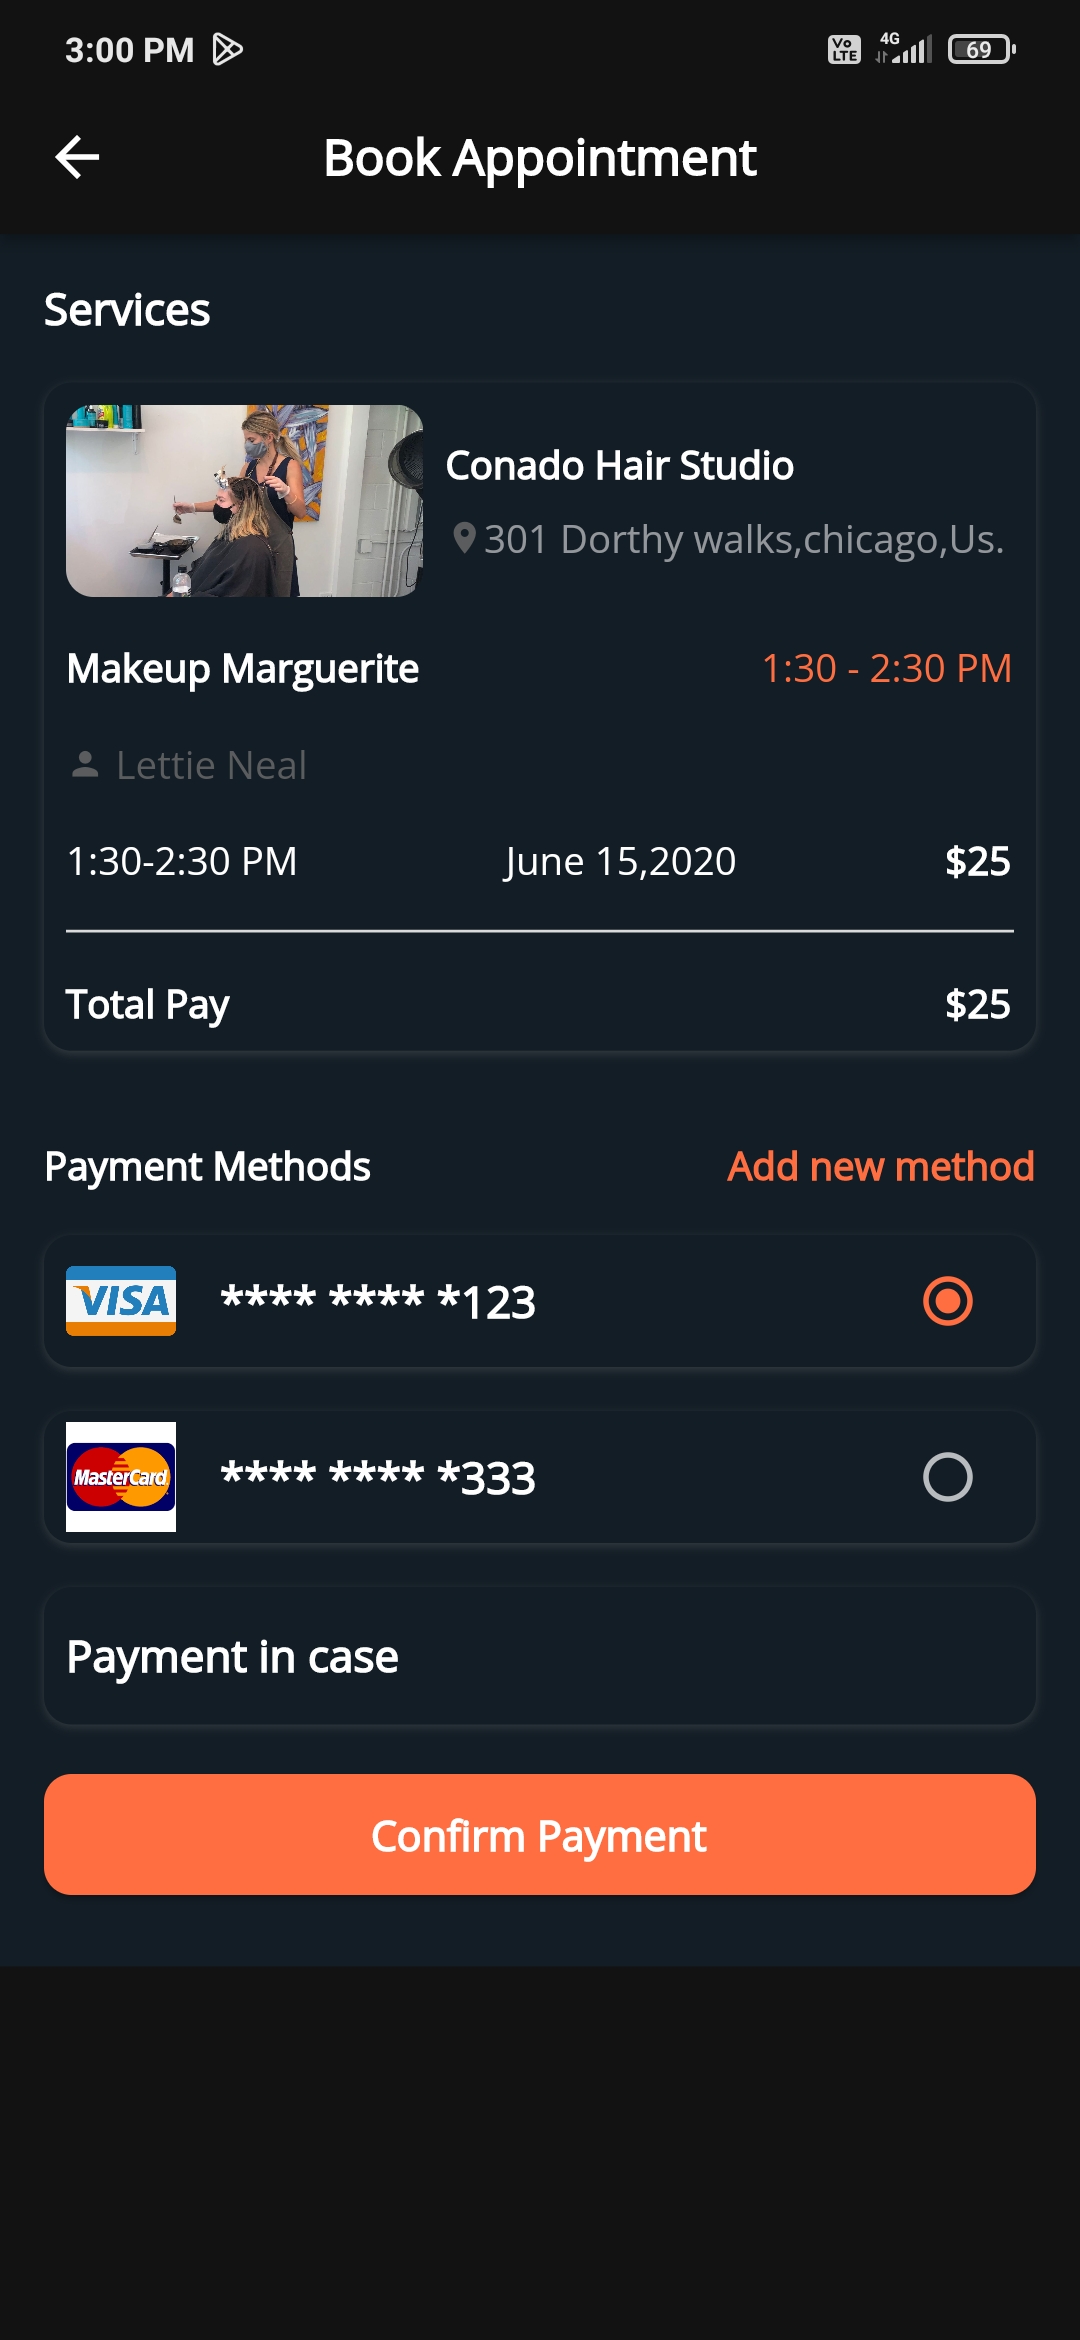 3:00 PM
Vo LTE 4G 69
Book Appointment
Services
Conado Hair Studio
301 Dorthy walks,chicago,Us.
Makeup Marguerite 1:30 - 2:30 PM
Lettie Neal
1:30-2:30 PM June 15,2020 $25
Total Pay $25
Payment Methods Add new method
VISA **** **** *123
MasterCard **** **** *333
Payment in case
Confirm Payment